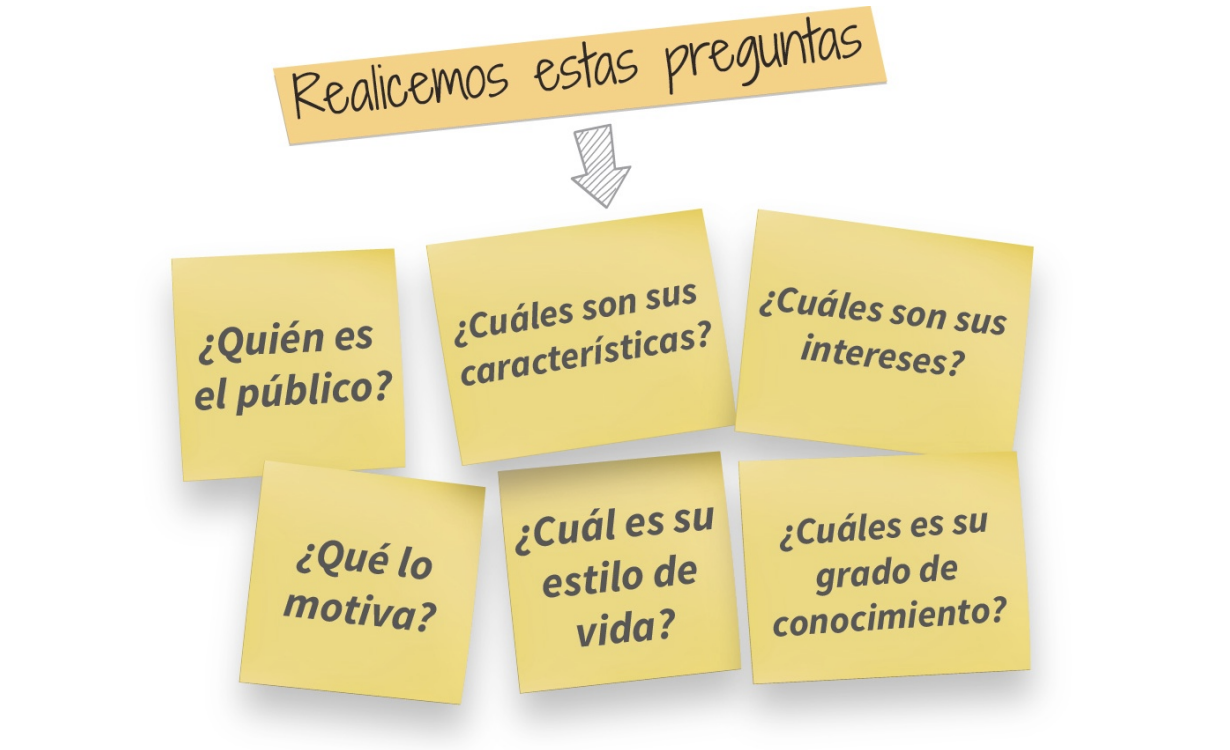 Realicemos estas preguntas
¿Quién es
el público?
¿Cuáles son sus
características?
¿Cuáles son sus
intereses?
¿Qué lo
motiva?
¿Cuál es su
estilo de
vida?
¿Cuáles es su
grado de
conocimiento?